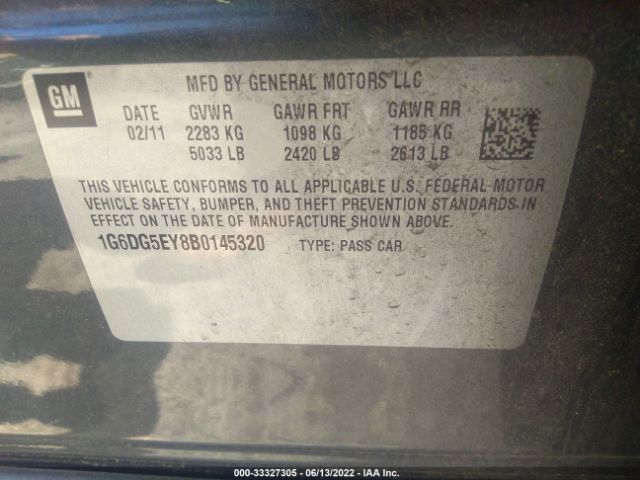 GM ®
MFD BY GENERAL MOTORS LLC
DATE GVWR GAWR FRT GAWR RR
02/11 2283 KG 1098 KG 1185 KG
5033 LB 2420 LB 2613 LB
THIS VEHICLE CONFORMS TO ALL APPLICABLE U.S. FEDERAL MOTOR
VEHICLE SAFETY, BUMPER, AND THEFT PREVENTION STANDARDS IN
EFFECT ON THE DATE OF MANUFACTURE SHOWN ABOVE.
1G6DG5EY8B0145320 TYPE: PASS CAR
000-33327305 - 06/13/2022 - IAA Inc.